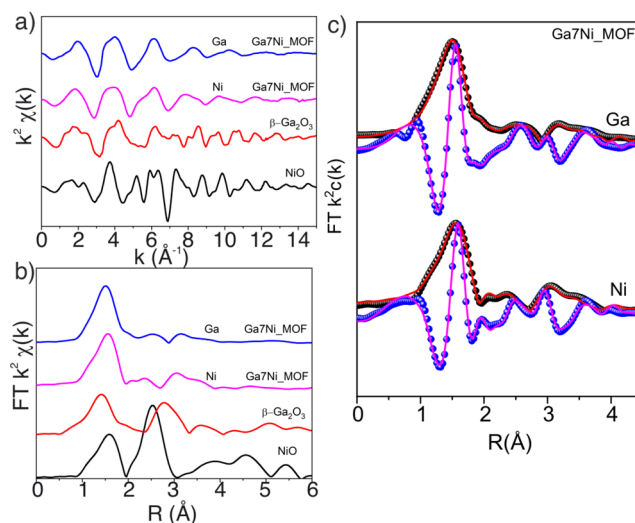 a)
Ga Ga7Ni_MOF
Ni Ga7Ni_MOF
β-Ga2O3
NiO
k² χ(k)
0 2 4 6 8 10 12 14
k (Å⁻¹)
b)
Ga Ga7Ni_MOF
Ni Ga7Ni_MOF
β-Ga2O3
NiO
FT k² χ(k)
0 1 2 3 4 5 6
R (Å)
c)
Ga7Ni_MOF
Ga
Ni
FT k²c(k)
0 1 2 3 4
R(Å)